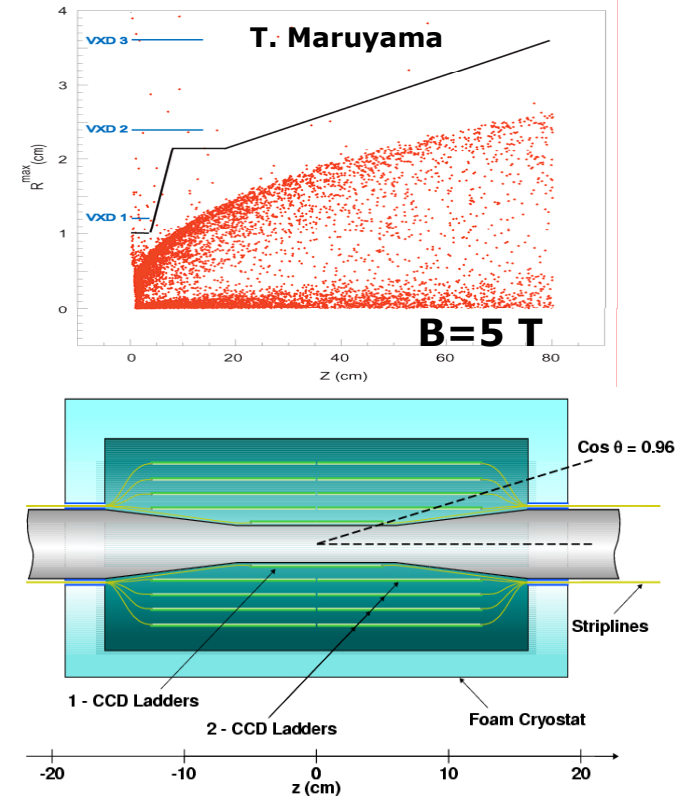 4
VXD 3
T. Maruyama
3
VXD 2
2
R^max (cm)
VXD 1
1
0
B=5 T
0 20 40 60 80
Z (cm)
Cos θ = 0.96
Striplines
1 - CCD Ladders
2 - CCD Ladders
Foam Cryostat
-20 -10 0 10 20
z (cm)